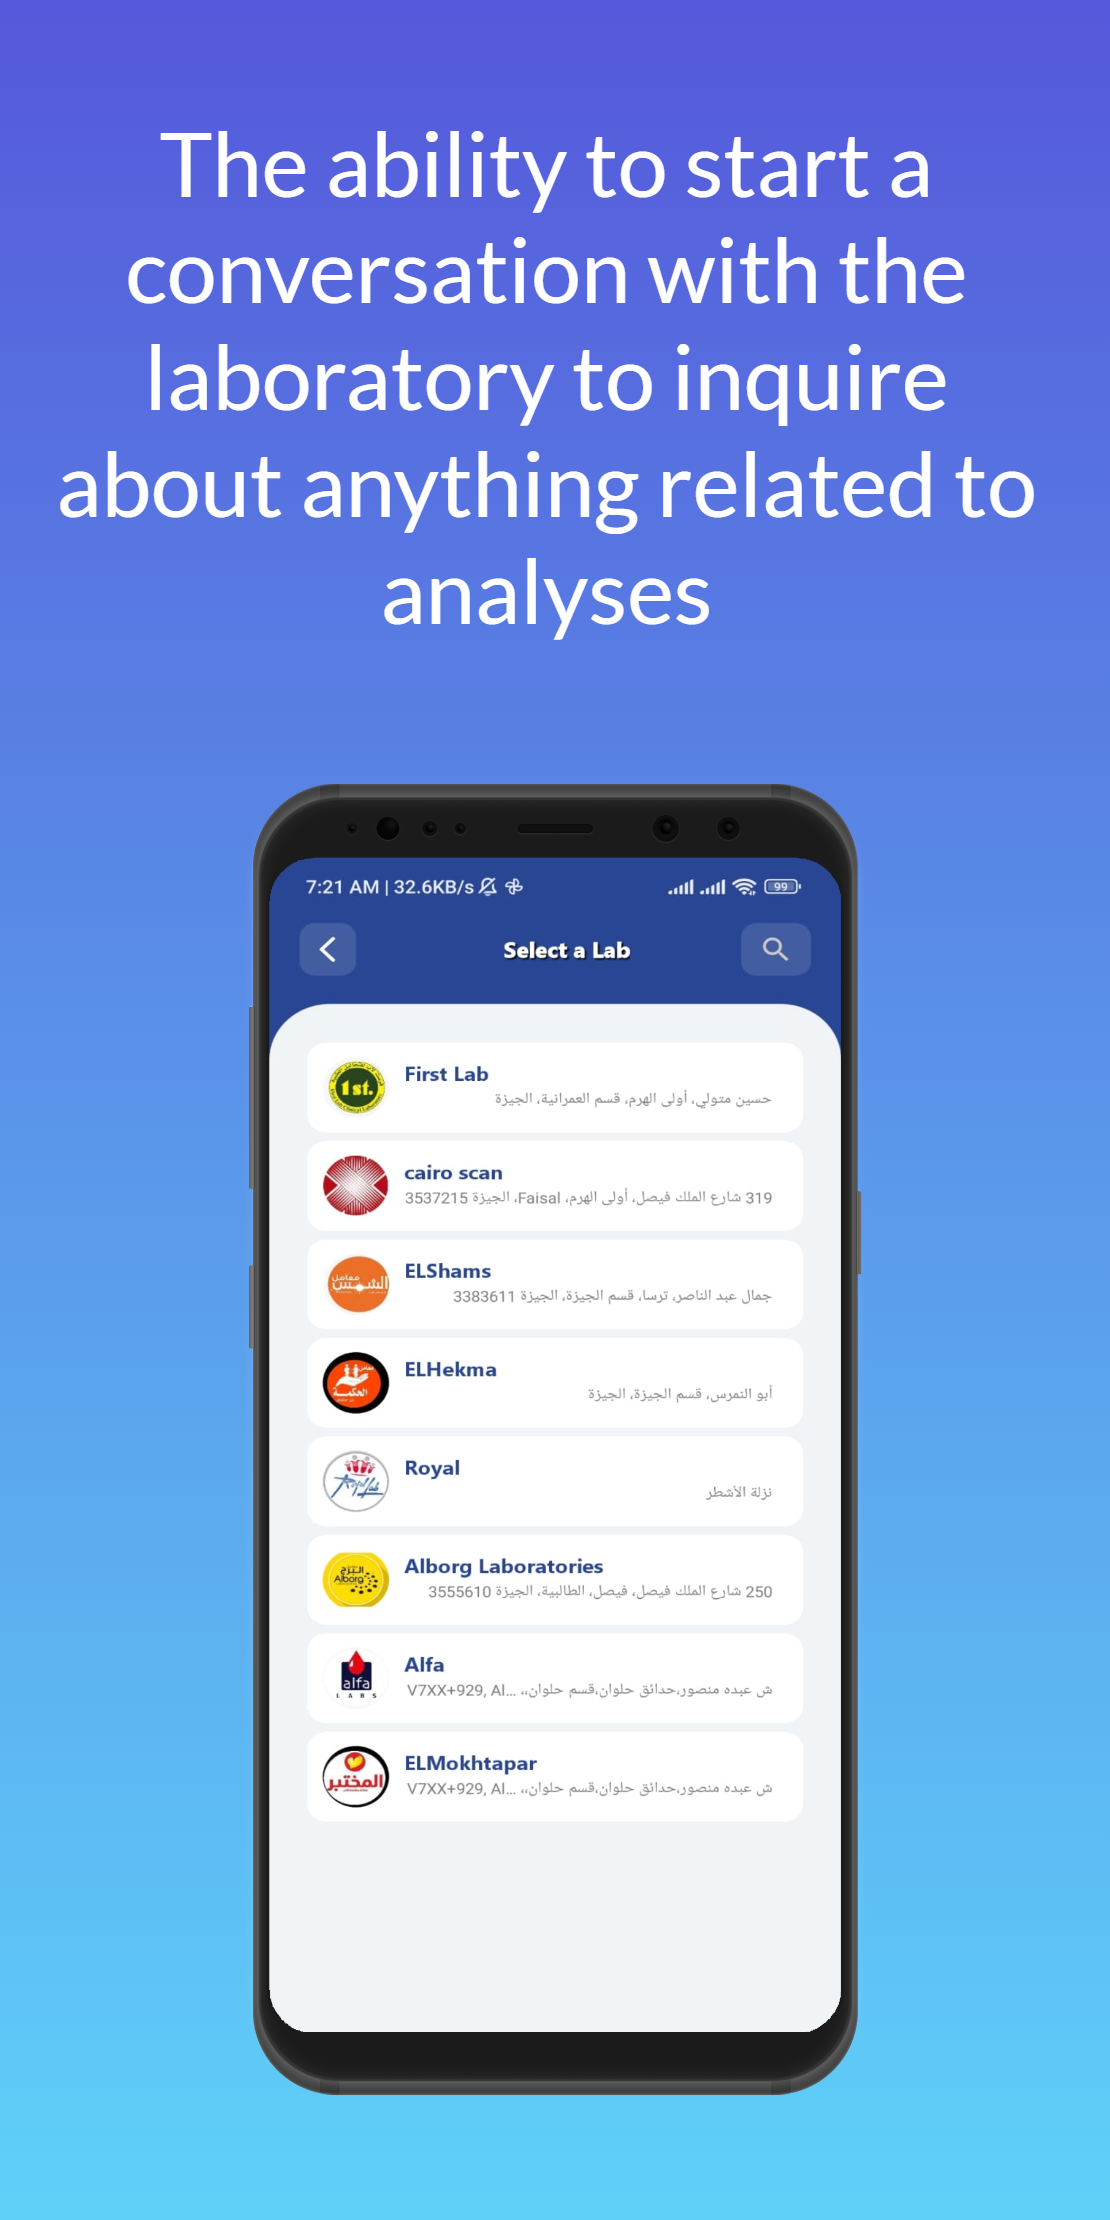 The ability to start a
conversation with the
laboratory to inquire
about anything related to
analyses
7:21 AM | 32.6KB/s
99
Select a Lab
1st.
First Lab
حسين متولي، أولى الهرم، قسم العمرانية، الجيزة
cairo scan
319 شارع الملك فيصل، أولى الهرم، Faisal، الجيزة 3537215
معامل
الشمس
ELShams
جمال عبد الناصر، ترسا، قسم الجيزة، الجيزة 3383611
معامل
الحكمة
ELHekma
أبو النمرس، قسم الجيزة، الجيزة
Royal Lab
Royal
نزلة الأشطر
البرج
Alborg
Alborg Laboratories
250 شارع الملك فيصل، فيصل، الطالبية، الجيزة 3555610
alfa
LABS
Alfa
ش عبده منصور،حدائق حلوان،قسم حلوان،، V7XX+929, Al...
المختبر
ELMokhtapar
ش عبده منصور،حدائق حلوان،قسم حلوان،، V7XX+929, Al...